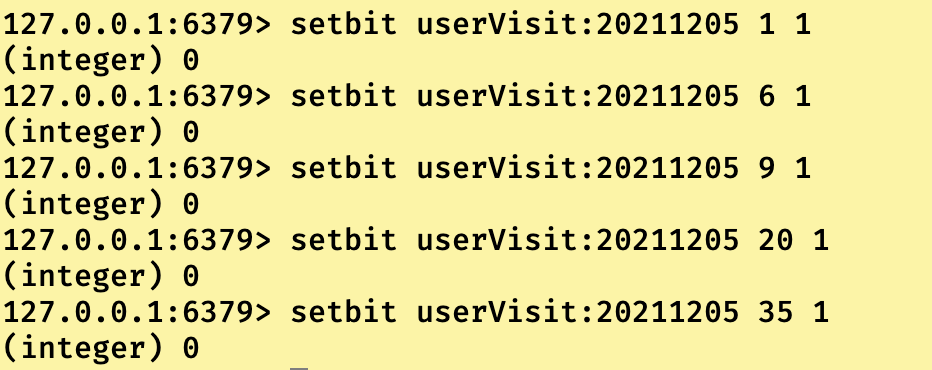 127.0.0.1:6379> setbit userVisit:20211205 1 1
(integer) 0
127.0.0.1:6379> setbit userVisit:20211205 6 1
(integer) 0
127.0.0.1:6379> setbit userVisit:20211205 9 1
(integer) 0
127.0.0.1:6379> setbit userVisit:20211205 20 1
(integer) 0
127.0.0.1:6379> setbit userVisit:20211205 35 1
(integer) 0